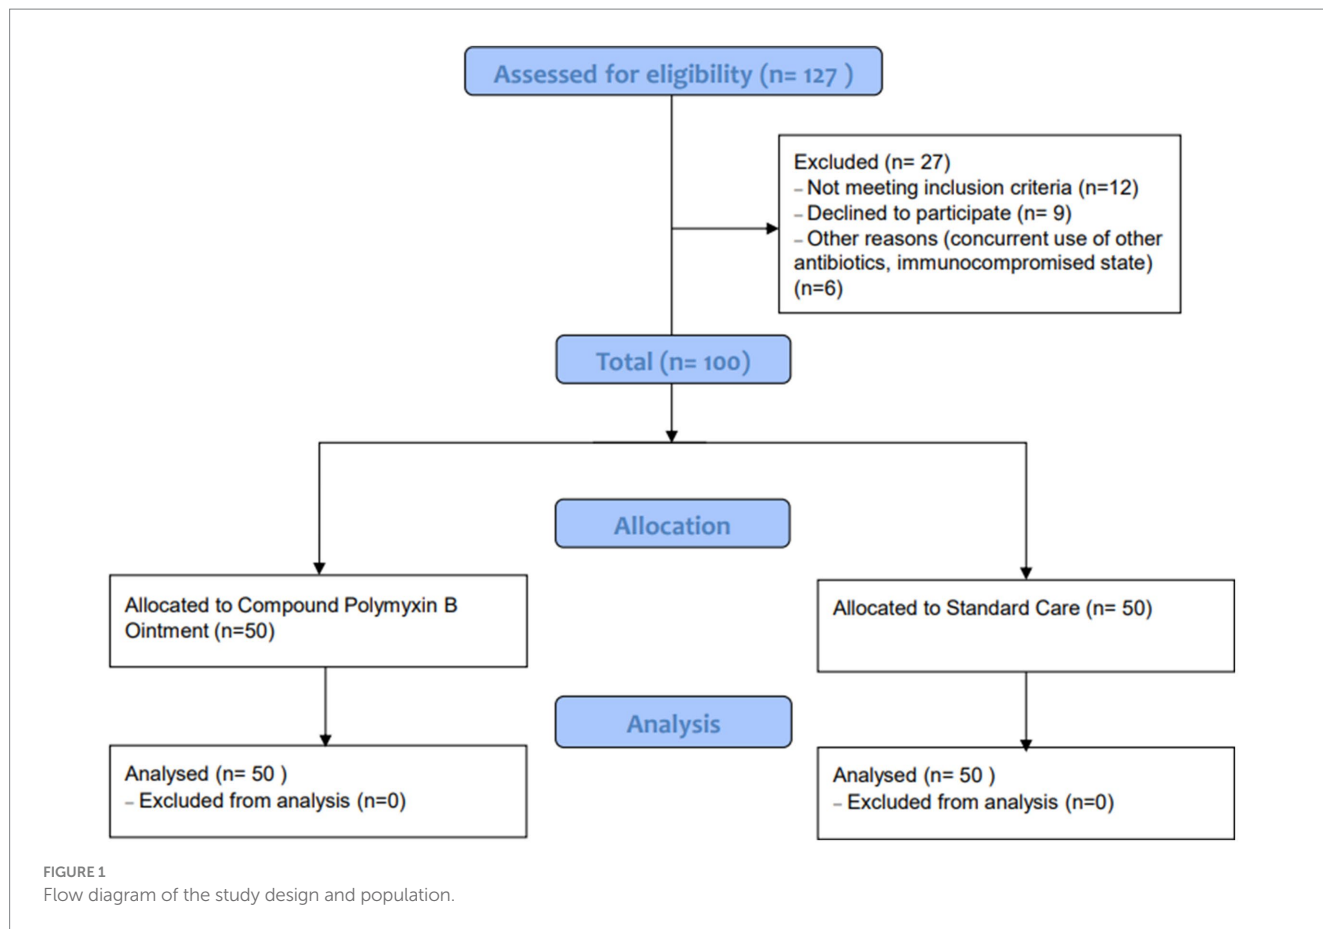 Assessed for eligibility (n= 127 )
Excluded (n= 27)
– Not meeting inclusion criteria (n=12)
– Declined to participate (n= 9)
– Other reasons (concurrent use of other
antibiotics, immunocompromised state)
(n=6)
Total (n= 100)
Allocation
Allocated to Compound Polymyxin B
Ointment (n=50)
Allocated to Standard Care (n= 50)
Analysis
Analysed (n= 50 )
– Excluded from analysis (n=0)
Analysed (n= 50 )
– Excluded from analysis (n=0)
FIGURE 1
Flow diagram of the study design and population.